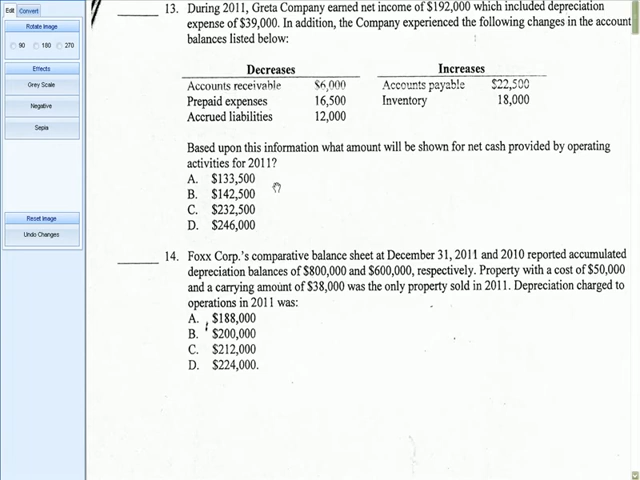 Edit Convert
Rotate Image
90 180 270
Effects
Grey Scale
Negative
Sepia
Reset Image
Undo Changes
13. During 2011, Greta Company earned net income of $192,000 which included depreciation
expense of $39,000. In addition, the Company experienced the following changes in the account
balances listed below:
Decreases Increases
Accounts receivable $6,000 Accounts payable $22,500
Prepaid expenses 16,500 Inventory 18,000
Accrued liabilities 12,000
Based upon this information what amount will be shown for net cash provided by operating
activities for 2011?
A. $133,500
B. $142,500
C. $232,500
D. $246,000
14. Foxx Corp.'s comparative balance sheet at December 31, 2011 and 2010 reported accumulated
depreciation balances of $800,000 and $600,000, respectively. Property with a cost of $50,000
and a carrying amount of $38,000 was the only property sold in 2011. Depreciation charged to
operations in 2011 was:
A. $188,000
B. $200,000
C. $212,000
D. $224,000.